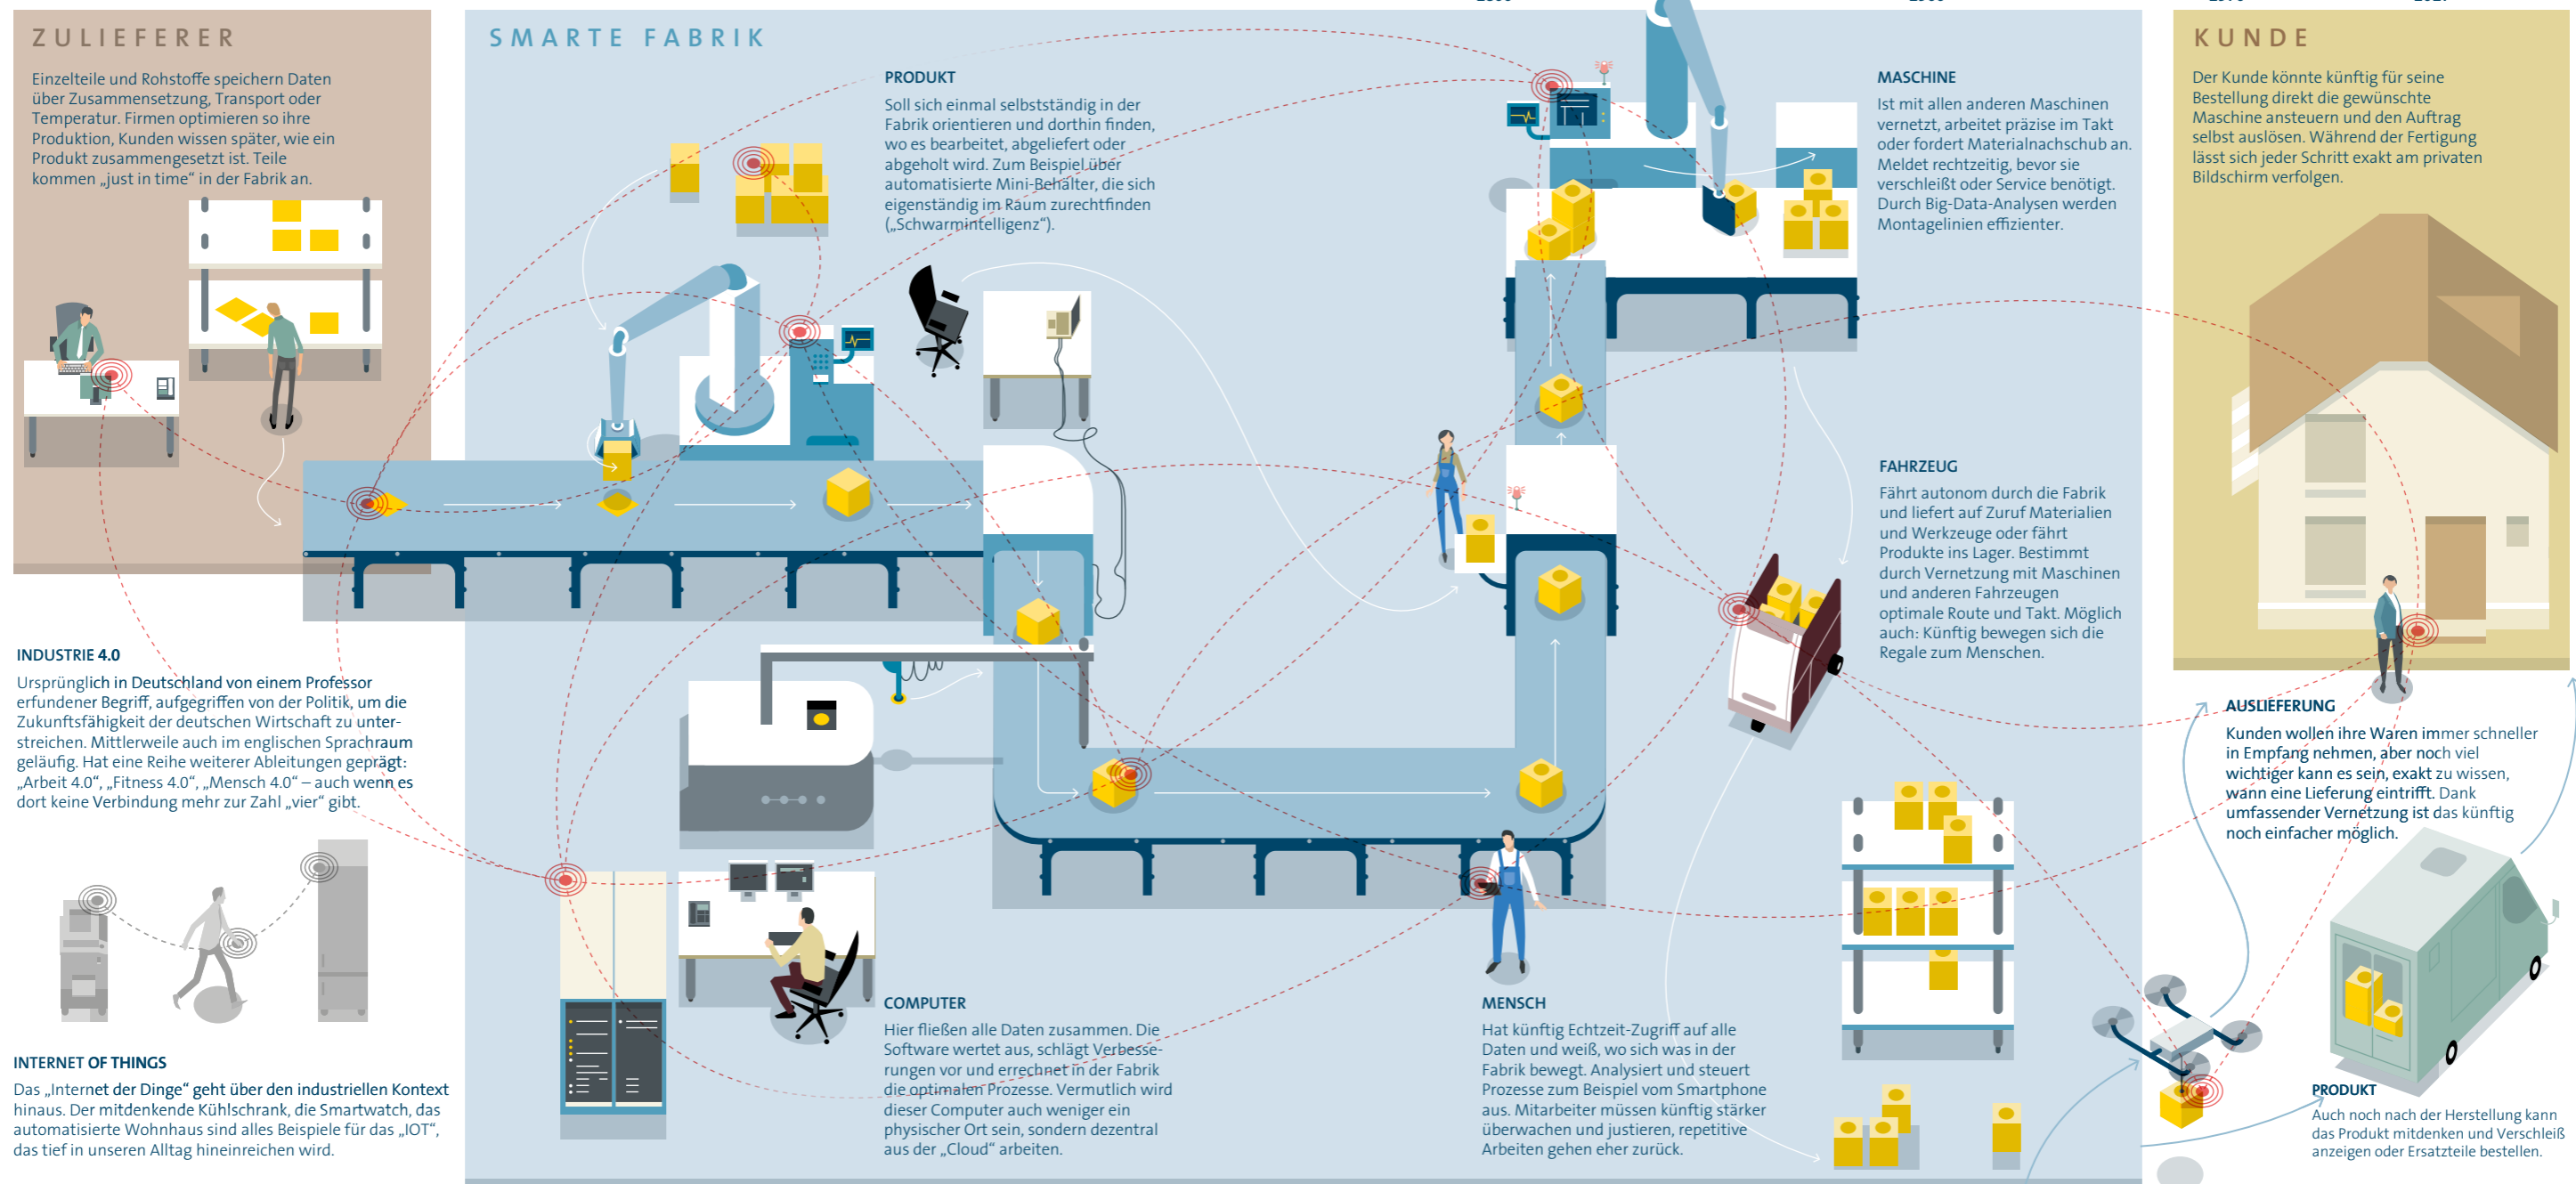 ZULIEFERER
Einzelteile und Rohstoffe speichern Daten
über Zusammensetzung, Transport oder
Temperatur. Firmen optimieren so ihre
Produktion, Kunden wissen später, wie ein
Produkt zusammengesetzt ist. Teile
kommen „just in time“ in der Fabrik an.
SMARTE FABRIK
PRODUKT
Soll sich einmal selbstständig in der
Fabrik orientieren und dorthin finden,
wo es bearbeitet, abgeliefert oder
abgeholt wird. Zum Beispiel über
automatisierte Mini-Behälter, die sich
eigenständig im Raum zurechtfinden
(„Schwarmintelligenz“).
MASCHINE
Ist mit allen anderen Maschinen
vernetzt, arbeitet präzise im Takt
oder fordert Materialnachschub an.
Meldet rechtzeitig, bevor sie
verschleißt oder Service benötigt.
Durch Big-Data-Analysen werden
Montagelinien effizienter.
KUNDE
Der Kunde könnte künftig für seine
Bestellung direkt die gewünschte
Maschine ansteuern und den Auftrag
selbst auslösen. Während der Fertigung
lässt sich jeder Schritt exakt am privaten
Bildschirm verfolgen.
FAHRZEUG
Fährt autonom durch die Fabrik
und liefert auf Zuruf Materialien
und Werkzeuge oder fährt
Produkte ins Lager. Bestimmt
durch Vernetzung mit Maschinen
und anderen Fahrzeugen
optimale Route und Takt. Möglich
auch: Künftig bewegen sich die
Regale zum Menschen.
INDUSTRIE 4.0
Ursprünglich in Deutschland von einem Professor
erfundener Begriff, aufgegriffen von der Politik, um die
Zukunftsfähigkeit der deutschen Wirtschaft zu unter-
streichen. Mittlerweile auch im englischen Sprachraum
geläufig. Hat eine Reihe weiterer Ableitungen geprägt:
„Arbeit 4.0“, „Fitness 4.0“, „Mensch 4.0“ – auch wenn es
dort keine Verbindung mehr zur Zahl „vier“ gibt.
AUSLIEFERUNG
Kunden wollen ihre Waren immer schneller
in Empfang nehmen, aber noch viel
wichtiger kann es sein, exakt zu wissen,
wann eine Lieferung eintrifft. Dank
umfassender Vernetzung ist das künftig
noch einfacher möglich.
INTERNET OF THINGS
Das „Internet der Dinge“ geht über den industriellen Kontext
hinaus. Der mitdenkende Kühlschrank, die Smartwatch, das
automatisierte Wohnhaus sind alles Beispiele für das „IOT“,
das tief in unseren Alltag hineinreichen wird.
COMPUTER
Hier fließen alle Daten zusammen. Die
Software wertet aus, schlägt Verbesse-
rungen vor und errechnet in der Fabrik
die optimalen Prozesse. Vermutlich wird
dieser Computer auch weniger ein
physischer Ort sein, sondern dezentral
aus der „Cloud“ arbeiten.
MENSCH
Hat künftig Echtzeit-Zugriff auf alle
Daten und weiß, wo sich was in der
Fabrik bewegt. Analysiert und steuert
Prozesse zum Beispiel vom Smartphone
aus. Mitarbeiter müssen künftig stärker
überwachen und justieren, repetitive
Arbeiten gehen eher zurück.
PRODUKT
Auch noch nach der Herstellung kann
das Produkt mitdenken und Verschleiß
anzeigen oder Ersatzteile bestellen.